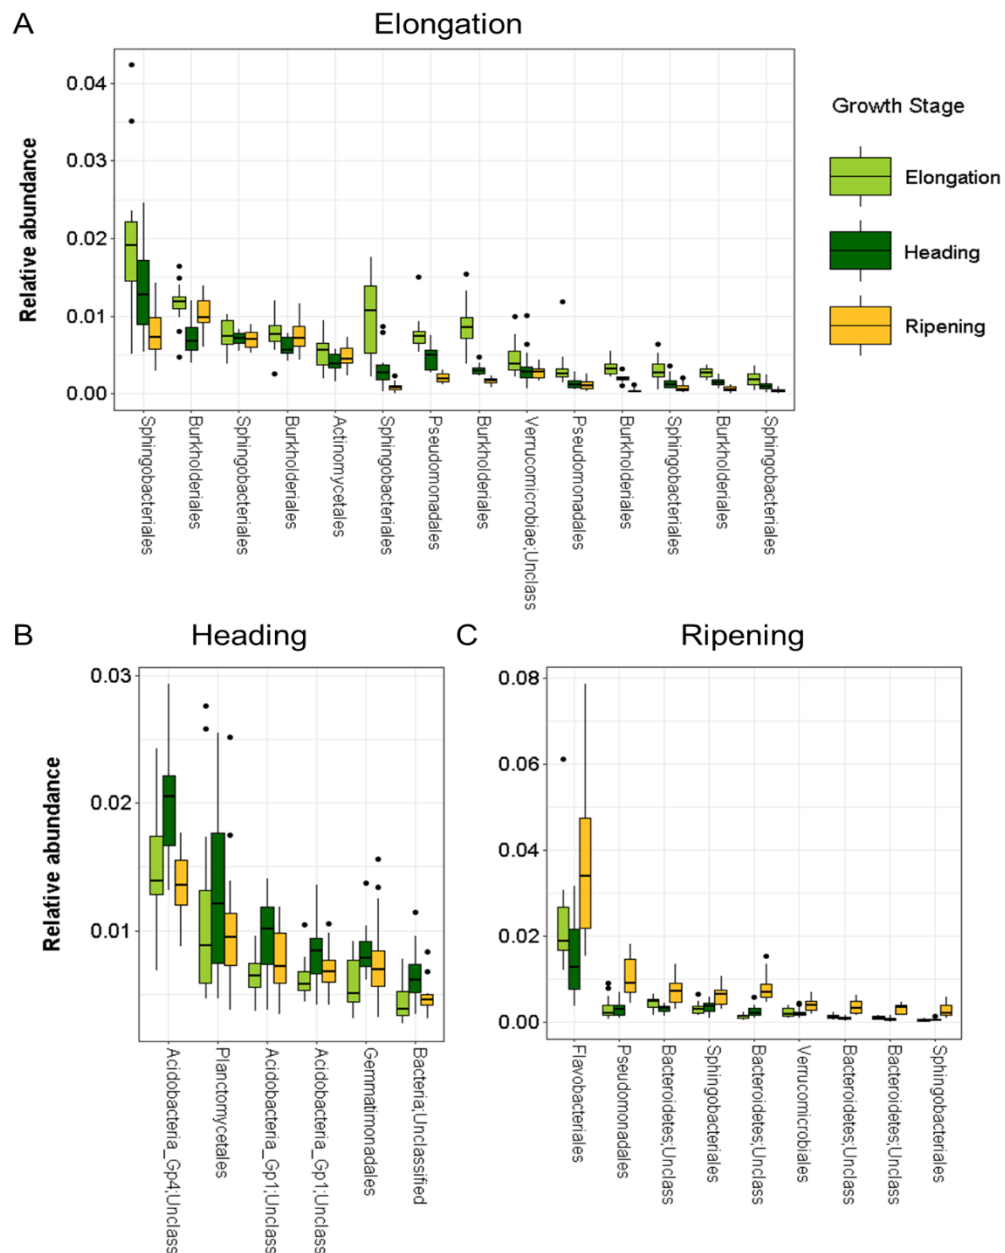 A
Elongation
Relative abundance
0.04
0.03
0.02
0.01
0.00
Sphingobacteriales
Burkholderiales
Sphingobacteriales
Burkholderiales
Actinomycetales
Sphingobacteriales
Pseudomonadales
Burkholderiales
Verrucomicrobiae;Unclass
Pseudomonadales
Burkholderiales
Sphingobacteriales
Burkholderiales
Sphingobacteriales
Growth Stage
Elongation
Heading
Ripening
B
Heading
Relative abundance
0.03
0.02
0.01
Acidobacteria_Gp4;Unclass
Planctomycetales
Acidobacteria_Gp1;Unclass
Acidobacteria_Gp1;Unclass
Gemmatimonadales
Bacteria;Unclassified
C
Ripening
0.08
0.06
0.04
0.02
0.00
Flavobacteriales
Pseudomonadales
Bacteroidetes;Unclass
Sphingobacteriales
Bacteroidetes;Unclass
Verrucomicrobiales
Bacteroidetes;Unclass
Bacteroidetes;Unclass
Sphingobacteriales